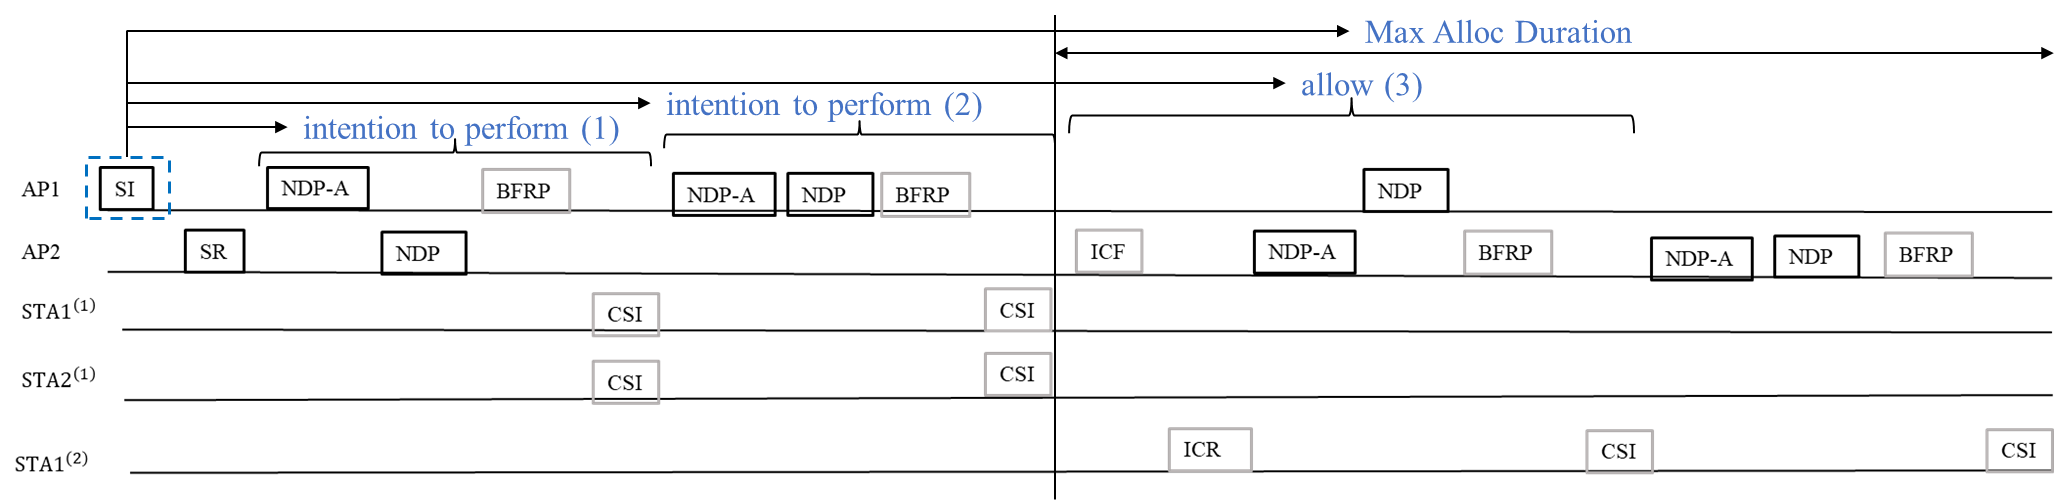 Max Alloc Duration
allow (3)
intention to perform (2)
intention to perform (1)
AP1 SI NDP-A BFRP NDP-A NDP BFRP NDP
AP2 SR NDP ICF NDP-A BFRP NDP-A NDP BFRP
STA1⁽¹⁾ CSI CSI
STA2⁽¹⁾ CSI CSI
STA1⁽²⁾ ICR CSI CSI